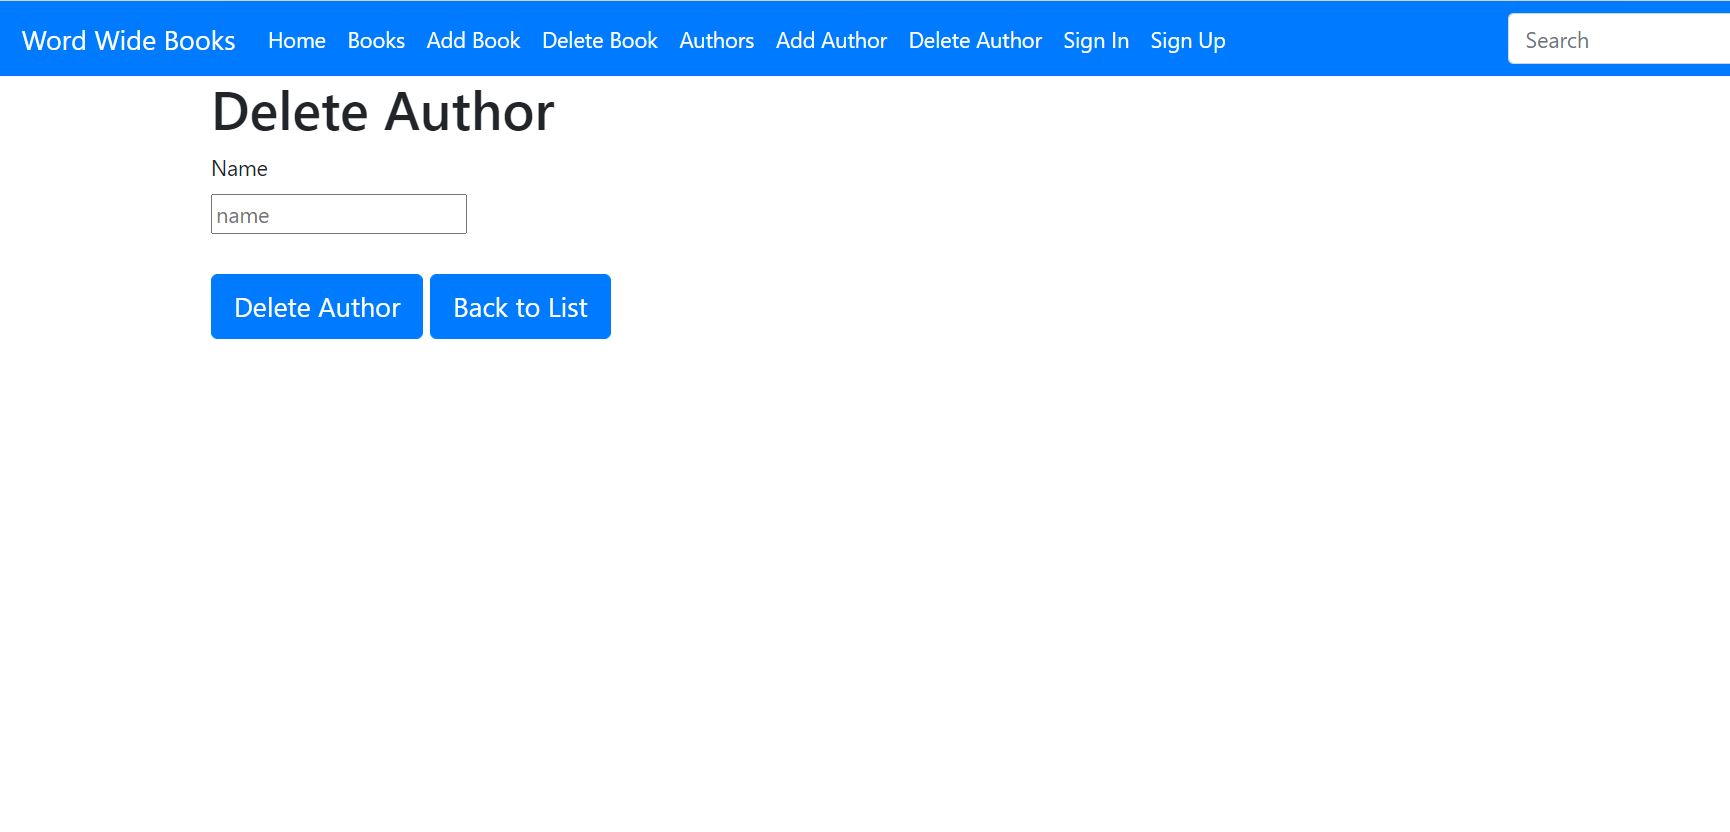 Word Wide Books Home Books Add Book Delete Book Authors Add Author Delete Author Sign In Sign Up Search
Delete Author
Name
name
Delete Author Back to List